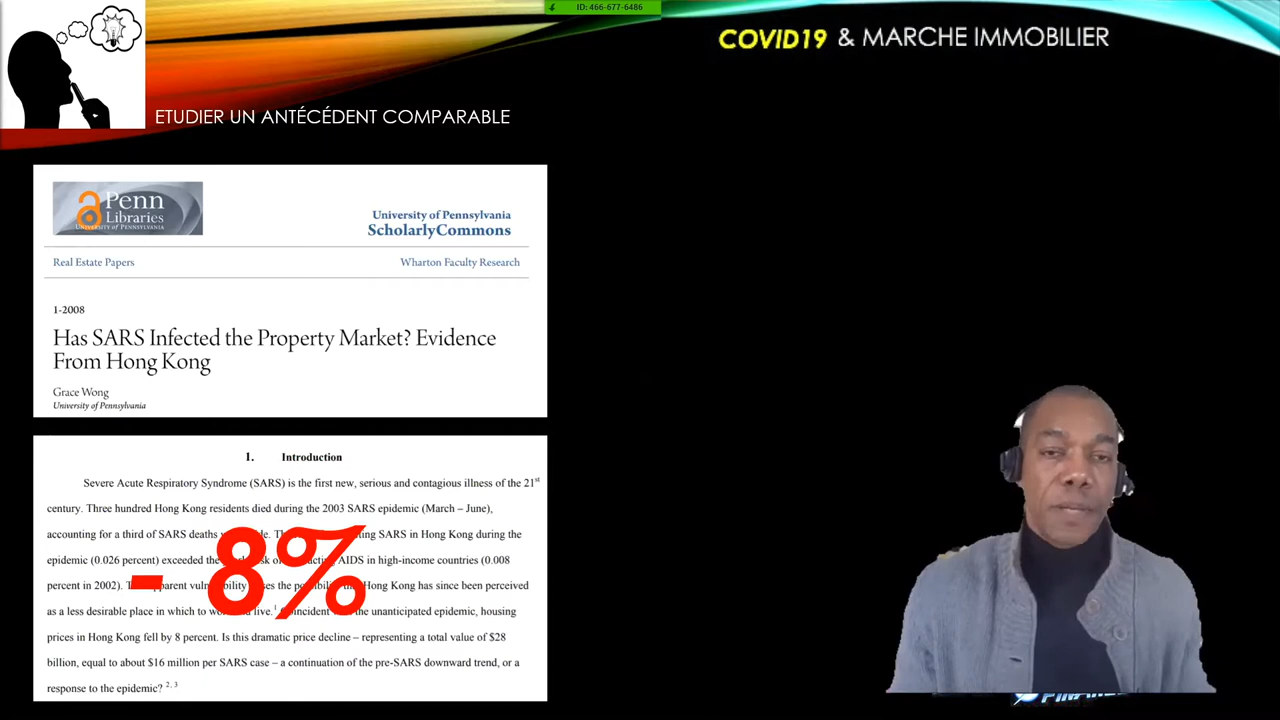 ID: 466-677-6486
COVID19 & MARCHE IMMOBILIER
ETUDIER UN ANTÉCÉDENT COMPARABLE
Penn
Libraries
UNIVERSITY of PENNSYLVANIA
University of Pennsylvania
ScholarlyCommons
Real Estate Papers
Wharton Faculty Research
1-2008
Has SARS Infected the Property Market? Evidence
From Hong Kong
Grace Wong
University of Pennsylvania
1. Introduction
Severe Acute Respiratory Syndrome (SARS) is the first new, serious and contagious illness of the 21st
century. Three hundred Hong Kong residents died during the 2003 SARS epidemic (March – June),
accounting for a third of SARS deaths SARS in Hong Kong during the
epidemic (0.026 percent) exceeded the AIDS in high-income countries (0.008
percent in 2002). the Hong Kong has since been perceived
as a less desirable place in which to live.1 the unanticipated epidemic, housing
prices in Hong Kong fell by 8 percent. Is this dramatic price decline – representing a total value of $28
billion, equal to about $16 million per SARS case – a continuation of the pre-SARS downward trend, or a
response to the epidemic? 2, 3
- 8%